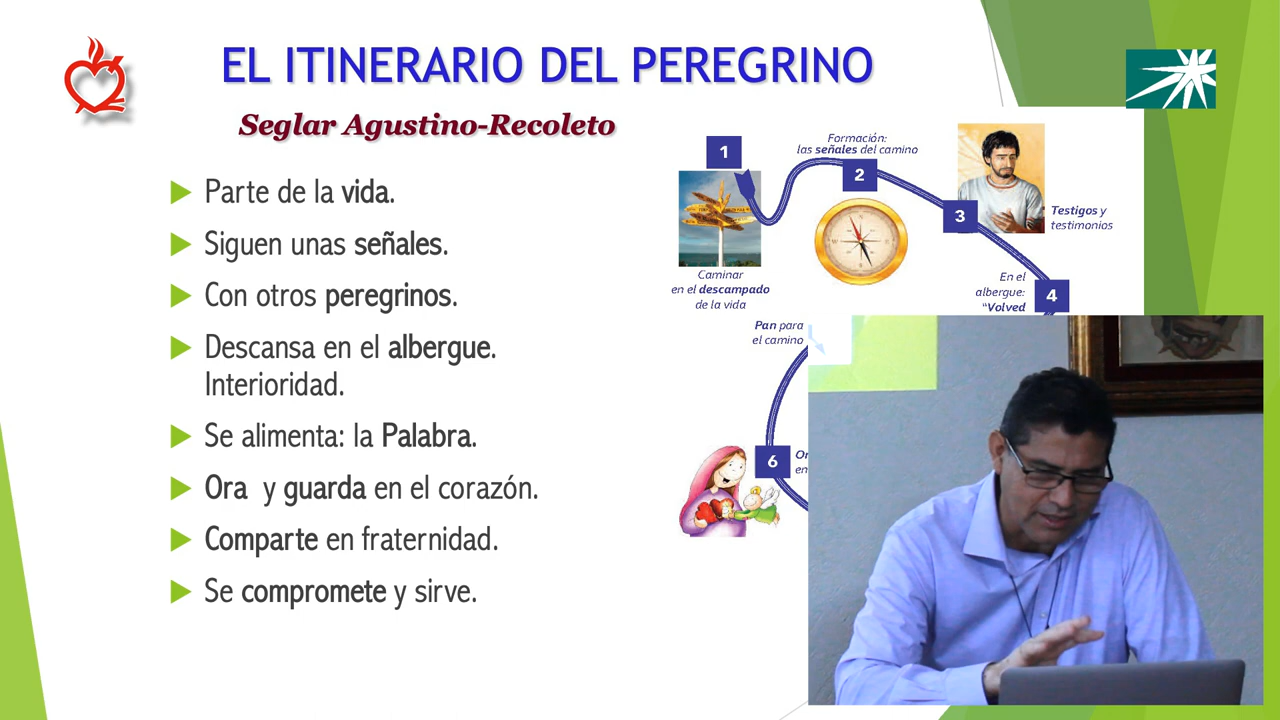 EL ITINERARIO DEL PEREGRINO
Seglar Agustino-Recoleto
Parte de la vida.
Siguen unas señales.
Con otros peregrinos.
Descansa en el albergue.
Interioridad.
Se alimenta: la Palabra.
Ora y guarda en el corazón.
Comparte en fraternidad.
Se compromete y sirve.
1
Caminar
en el descampado
de la vida
Formación:
las señales del camino
2
3
Testigos y
testimonios
En el
albergue:
“Volved
4
Pan para
el camino
6
en